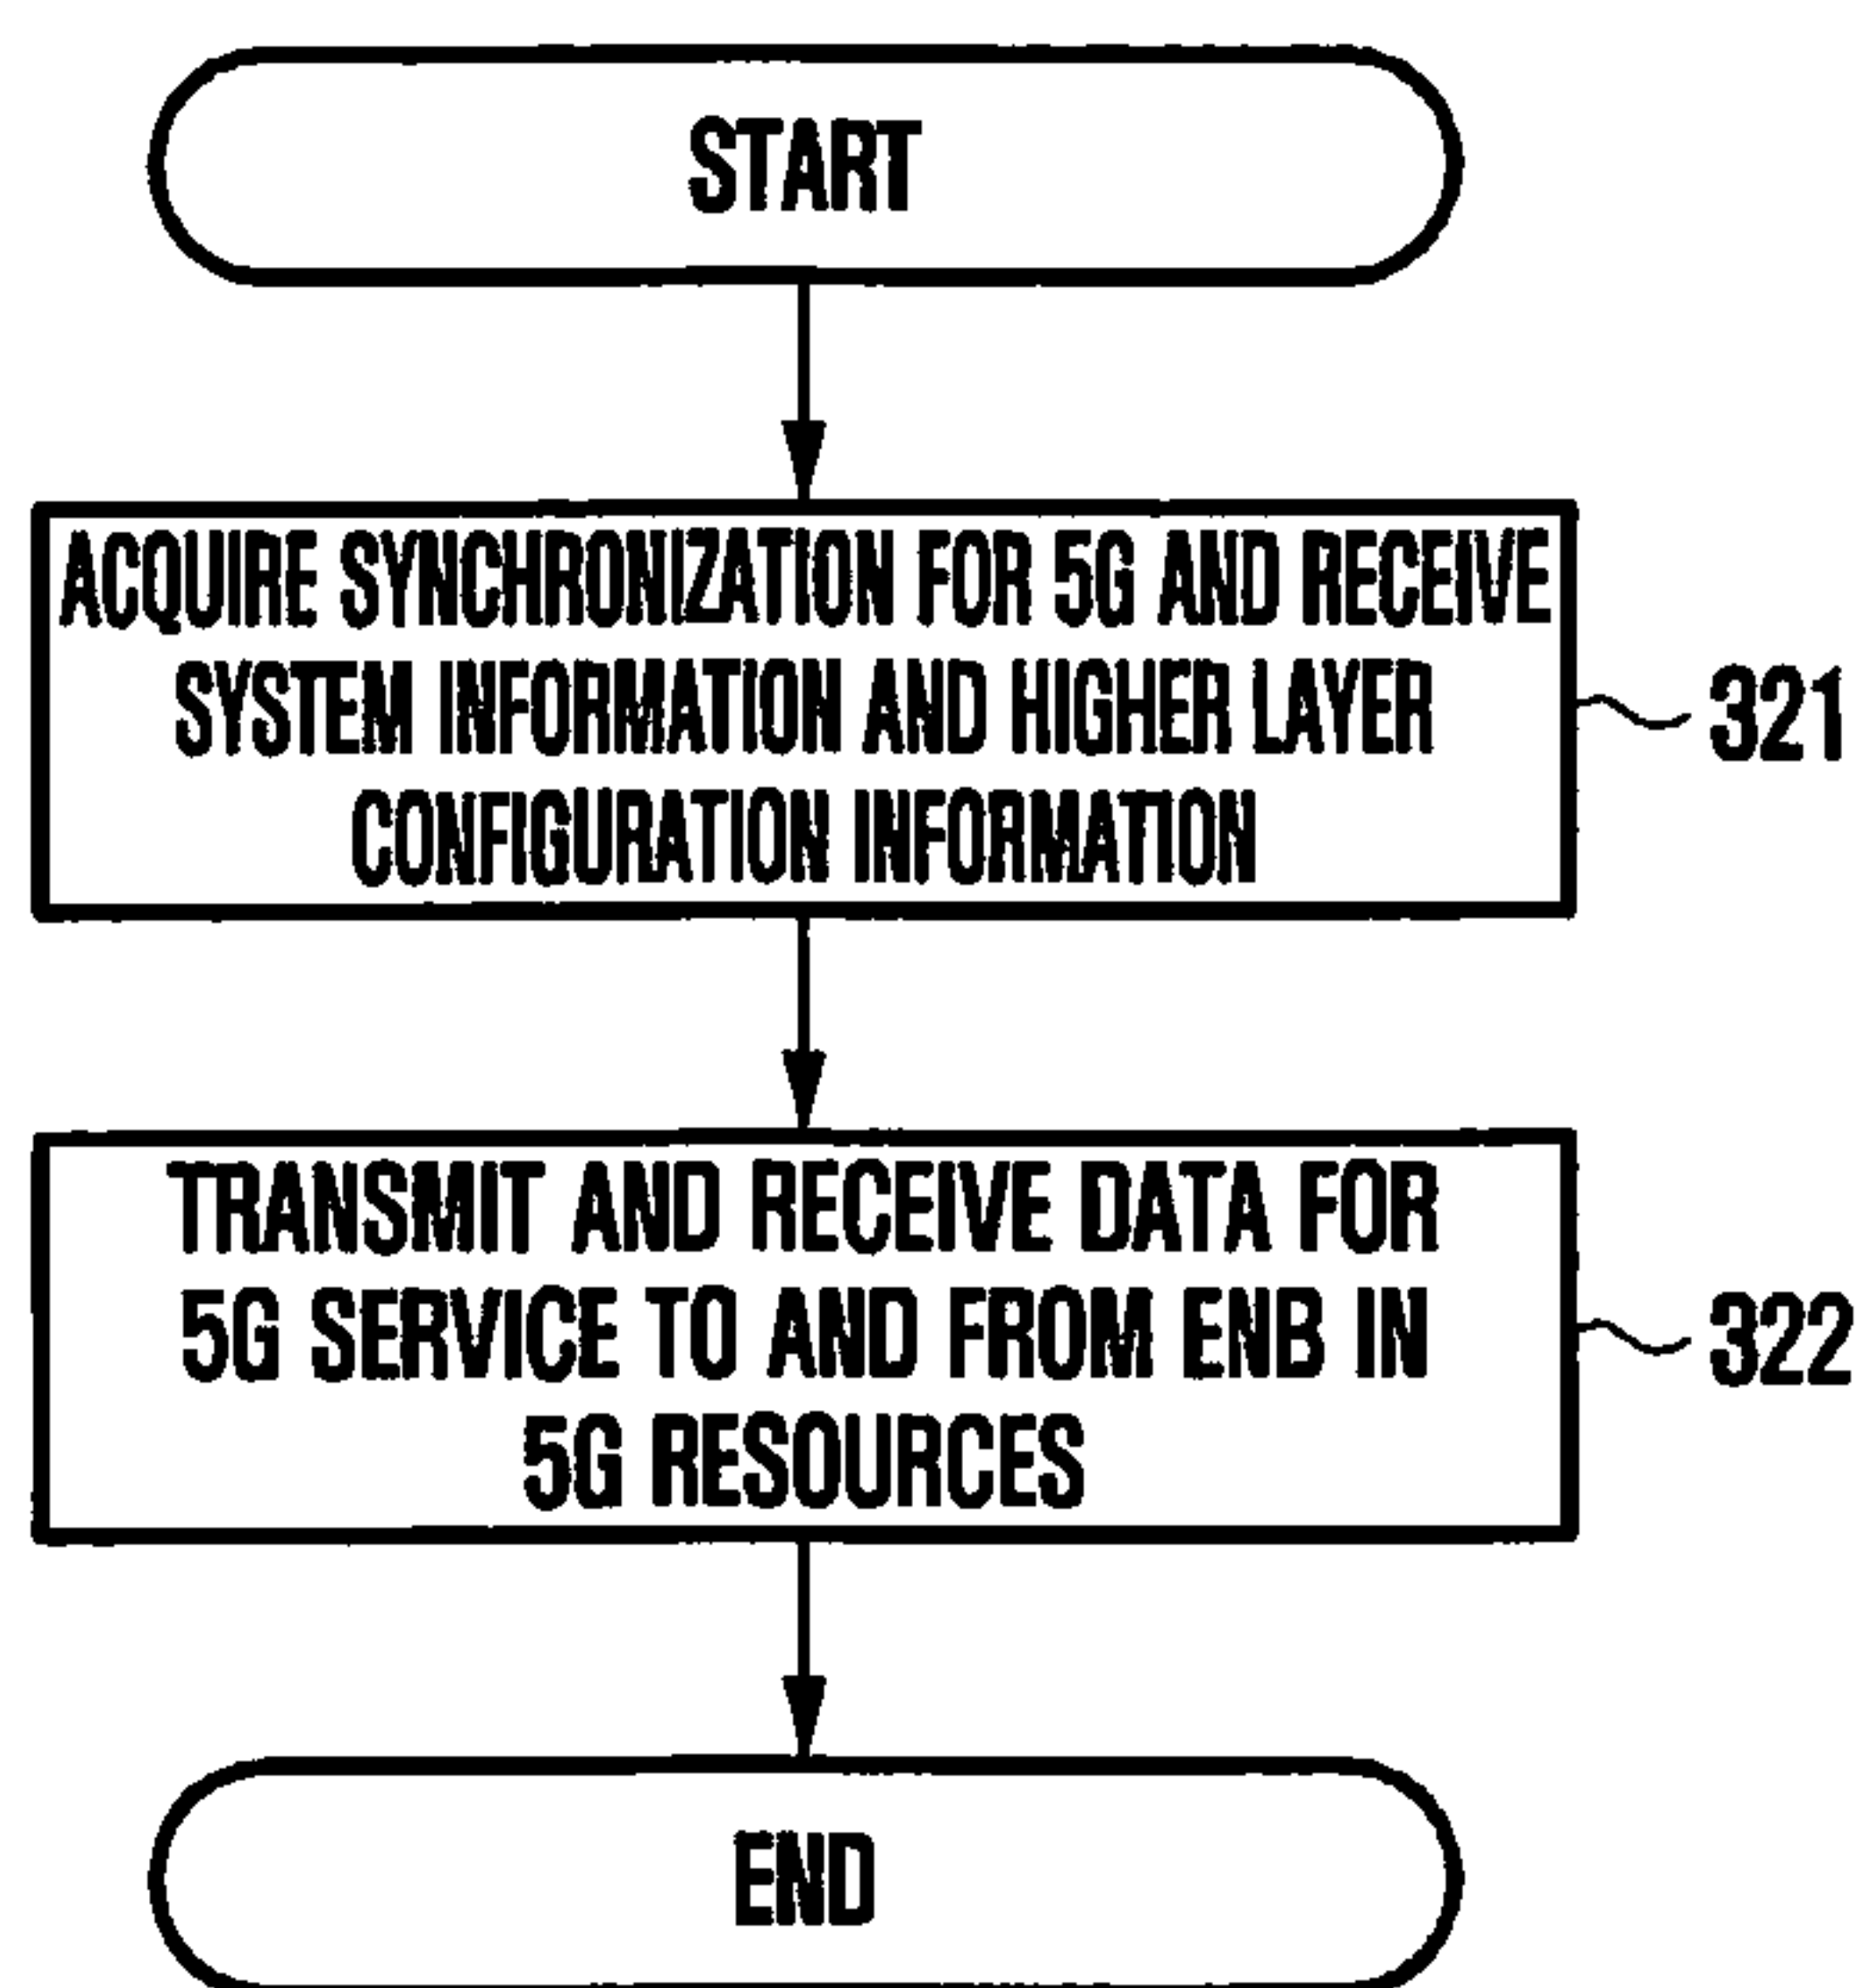 START
ACQUIRE SYNCHRONIZATION FOR 5G AND RECEIVE
SYSTEM INFORMATION AND HIGHER LAYER
CONFIGURATION INFORMATION
321
TRANSMIT AND RECEIVE DATA FOR
5G SERVICE TO AND FROM ENB IN
5G RESOURCES
322
END